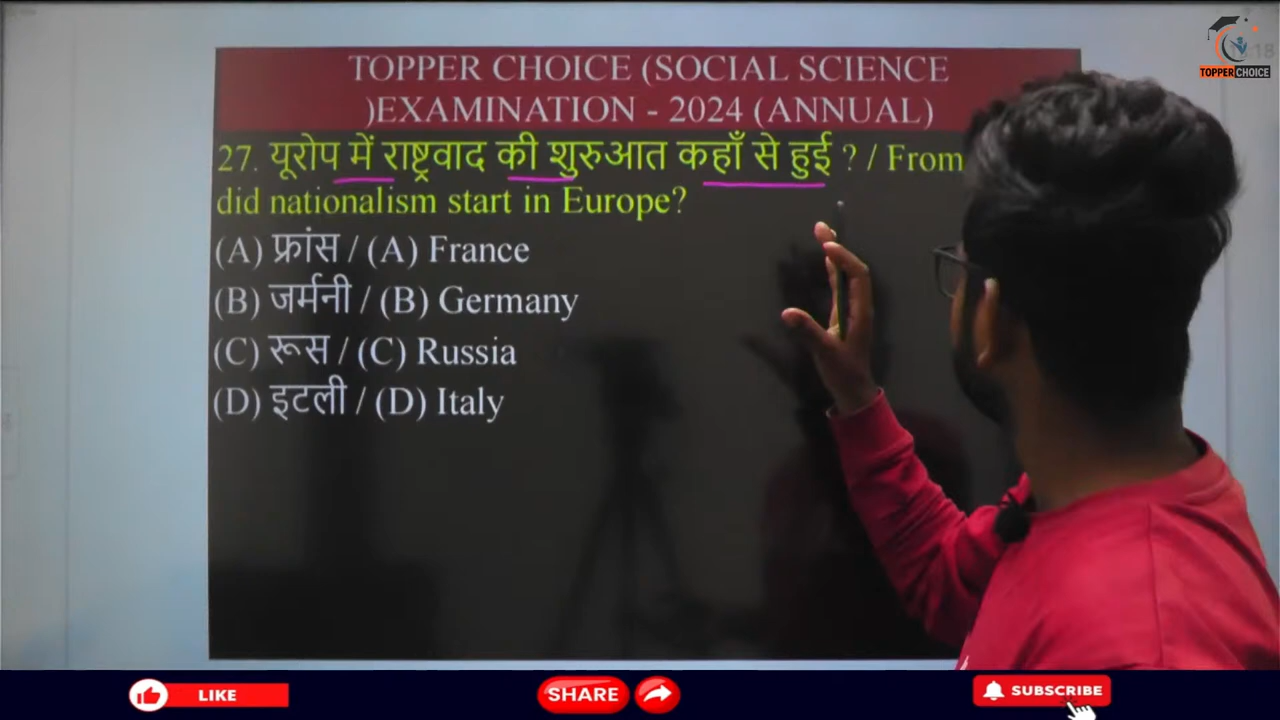 TOPPER CHOICE (SOCIAL SCIENCE
)EXAMINATION - 2024 (ANNUAL)
27. यूरोप में राष्ट्रवाद की शुरुआत कहाँ से हुई ? / From
did nationalism start in Europe?
(A) फ्रांस / (A) France
(B) जर्मनी / (B) Germany
(C) रूस / (C) Russia
(D) इटली / (D) Italy
TOPPER CHOICE
LIKE
SHARE
SUBSCRIBE